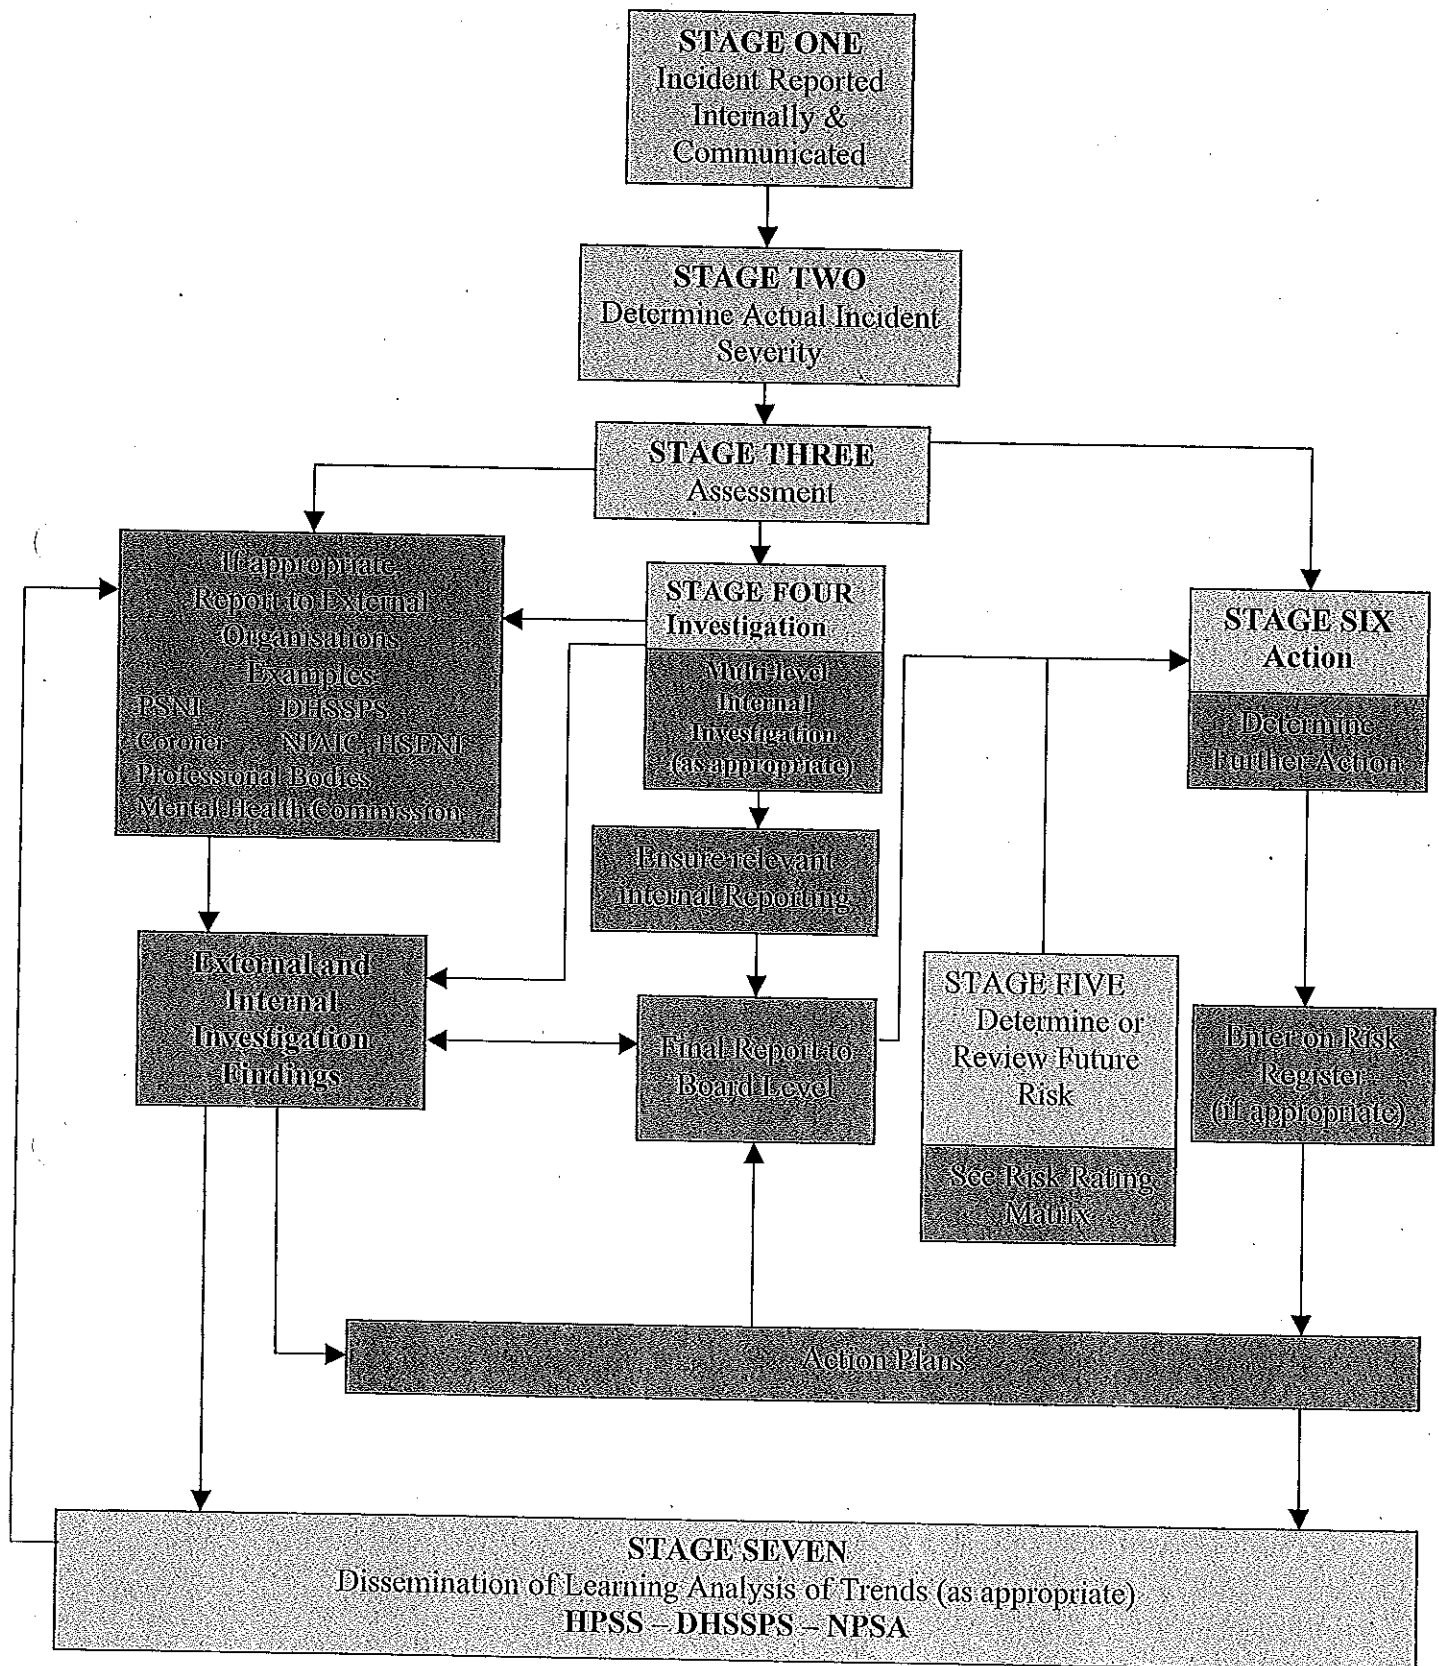 STAGE ONE
Incident Reported
Internally &
Communicated
STAGE TWO
Determine Actual Incident
Severity
STAGE THREE
Assessment
If appropriate
Report to External
Organisations
Examples
PSNI DHSSPS
Coroner NIAIC, HSENI
Professional Bodies
Mental Health Commission
STAGE FOUR
Investigation
Multi-level
Internal
Investigation
(as appropriate)
STAGE SIX
Action
Determine
Further Action
Ensure relevant
internal Reporting
External and
Internal
Investigation
Findings
Final Report to
Board Level
STAGE FIVE
Determine or
Review Future
Risk
See Risk Rating
Matrix
Enter on Risk
Register
(if appropriate)
Action Plans
STAGE SEVEN
Dissemination of Learning Analysis of Trends (as appropriate)
HPSS – DHSSPS – NPSA